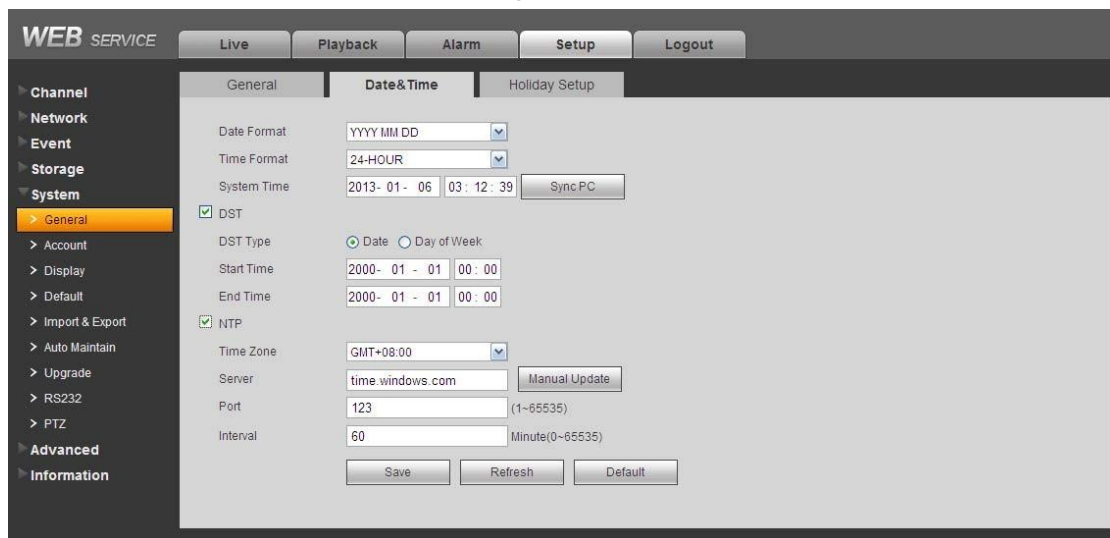 WEB SERVICE
Live Playback Alarm Setup Logout
General Date&Time Holiday Setup
Channel
Network
Event
Storage
System
> General
> Account
> Display
> Default
> Import & Export
> Auto Maintain
> Upgrade
> RS232
> PTZ
Advanced
Information
Date Format YYYY MM DD
Time Format 24-HOUR
System Time 2013- 01 - 06 03 : 12 : 39 Sync PC
DST
DST Type Date Day of Week
Start Time 2000- 01 - 01 00 : 00
End Time 2000- 01 - 01 00 : 00
NTP
Time Zone GMT+08:00
Server time.windows.com Manual Update
Port 123 (1~65535)
Interval 60 Minute(0~65535)
Save Refresh Default